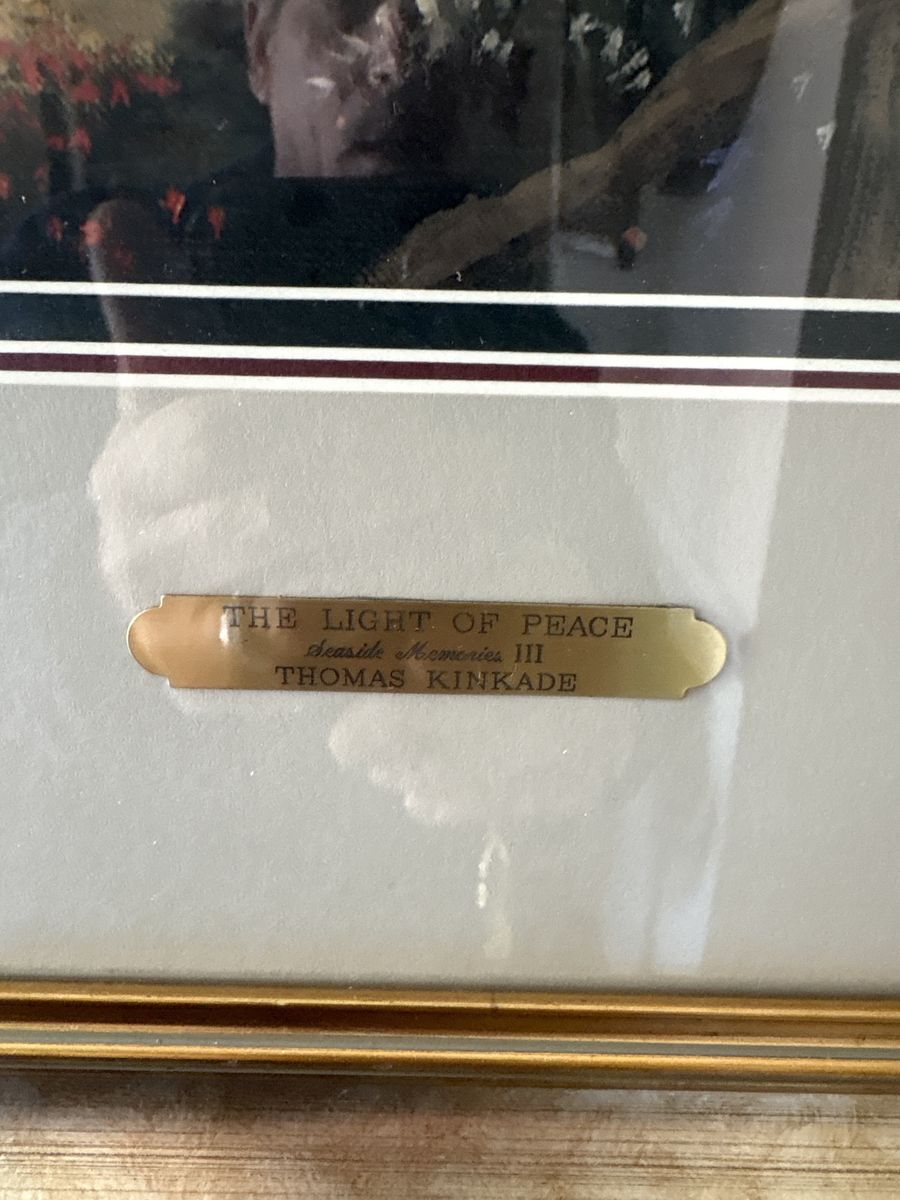 THE LIGHT OF PEACE
Seaside Memories III
THOMAS KINKADE